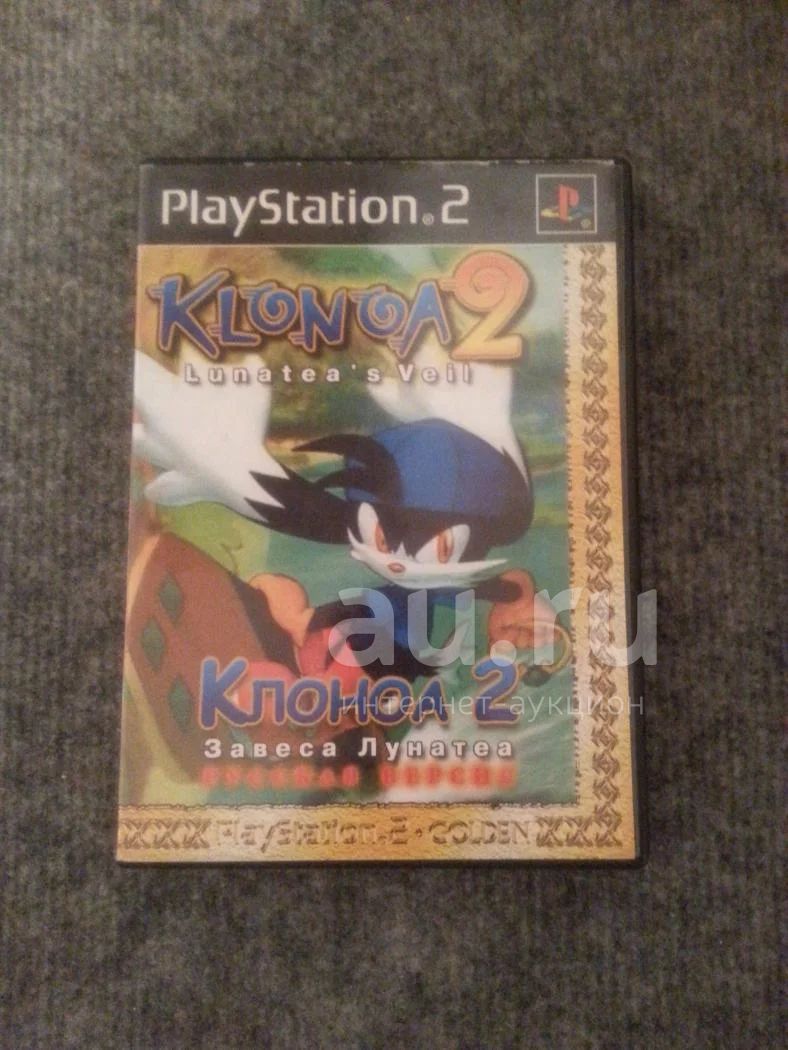 PlayStation®2
KLONOA 2
Lunatea's Veil
au.ru
интернет аукцион
Клоноа 2
Завеса Лунатеа
РУССКАЯ ВЕРСИЯ
PlayStation.2 • GOLDEN